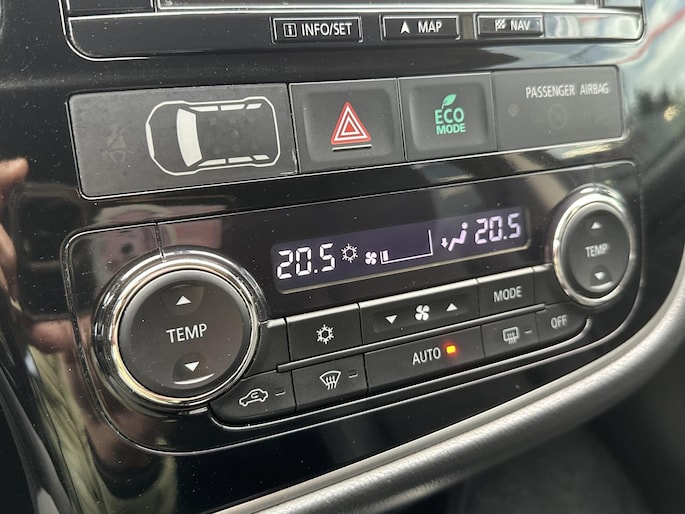 INFO/SET
MAP
NAV
ECO
MODE
PASSENGER AIRBAG
20.5
20.5
TEMP
TEMP
MODE
AUTO
OFF